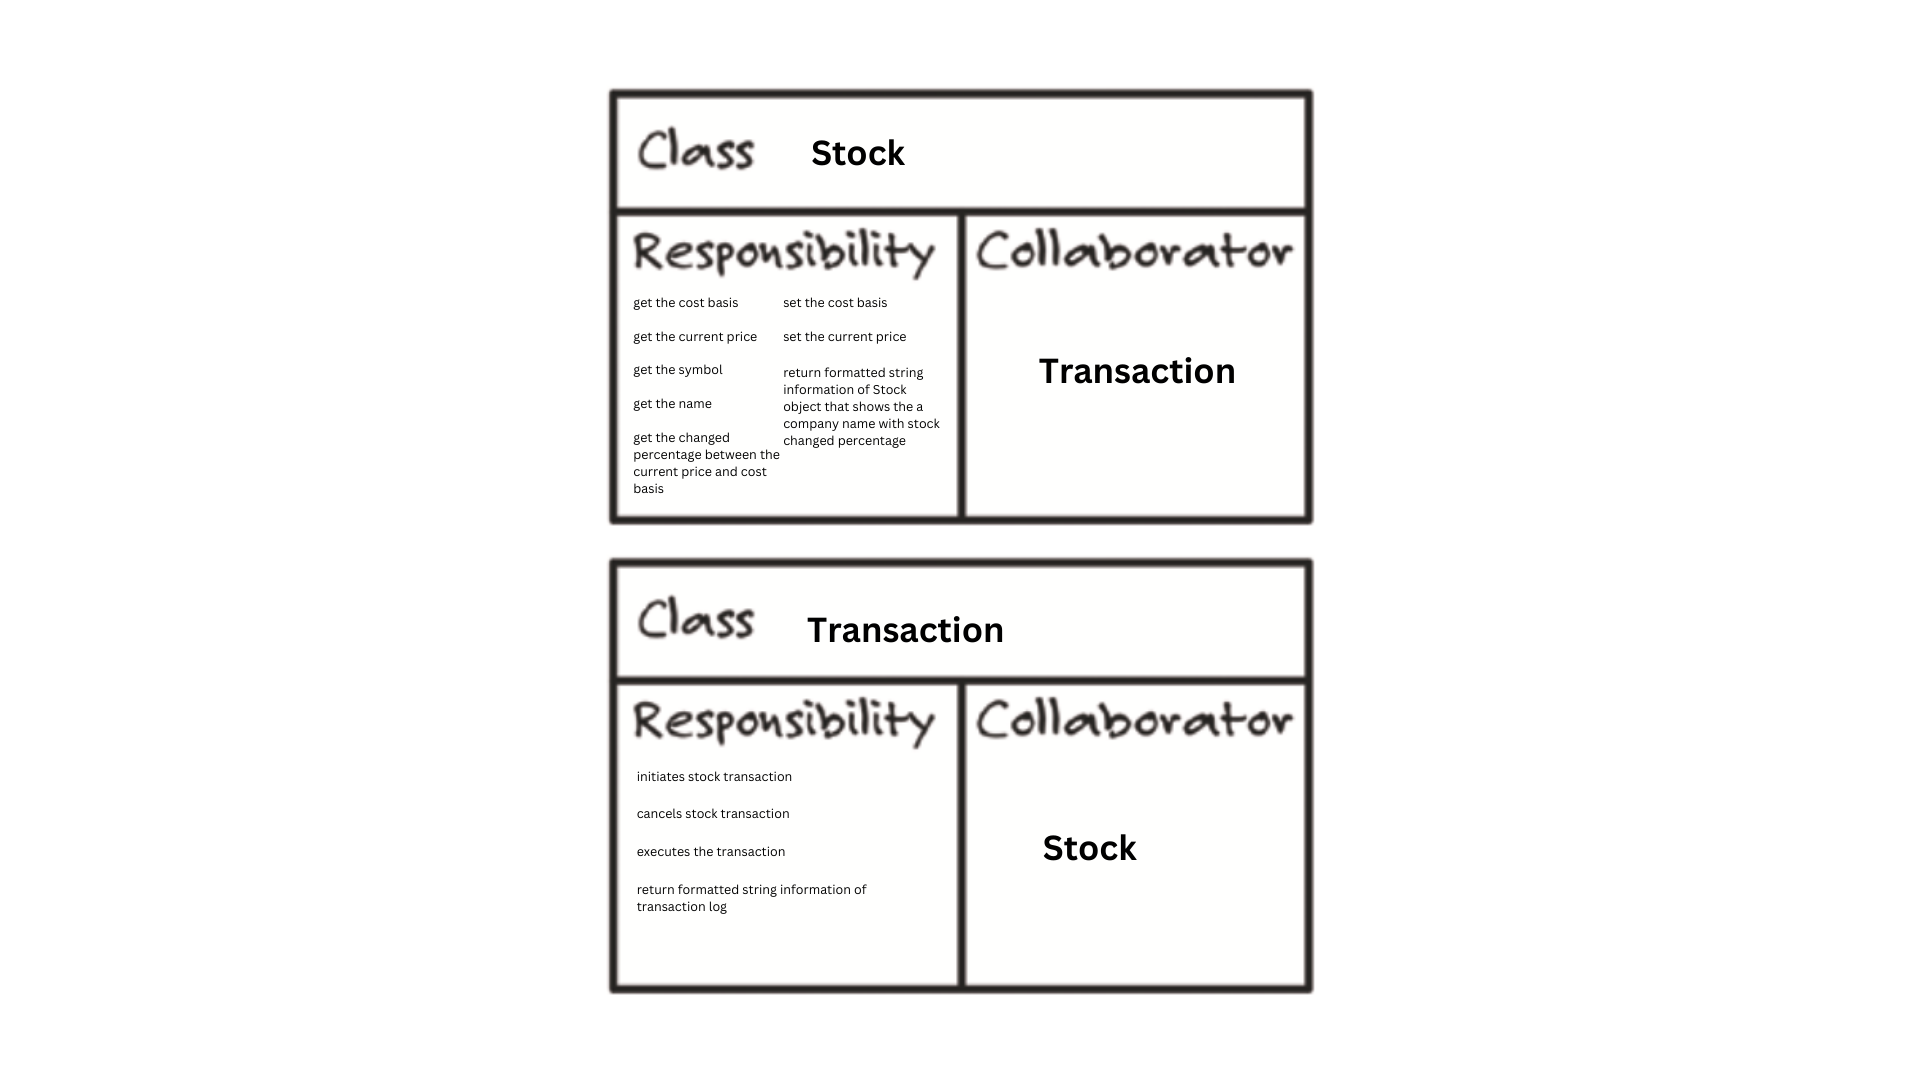 Class Stock
Responsibility
get the cost basis
get the current price
get the symbol
get the name
get the changed
percentage between the
current price and cost
basis
set the cost basis
set the current price
return formatted string
information of Stock
object that shows the a
company name with stock
changed percentage
Collaborator
Transaction
Class Transaction
Responsibility
initiates stock transaction
cancels stock transaction
executes the transaction
return formatted string information of
transaction log
Collaborator
Stock